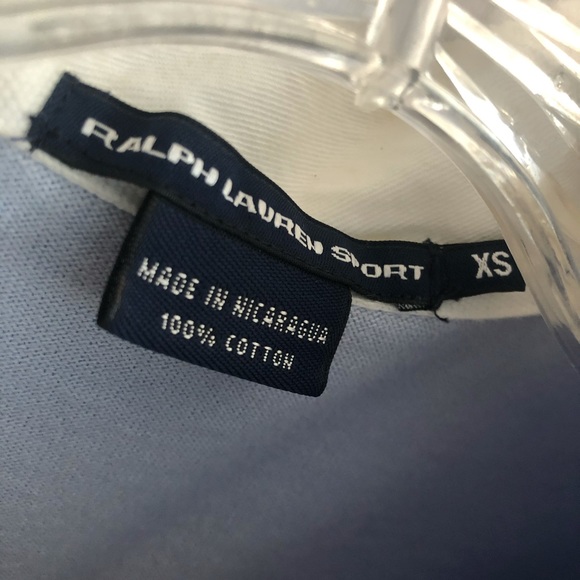 RALPH LAUREN SPORT
XS
MADE IN NICARAGUA
100% COTTON